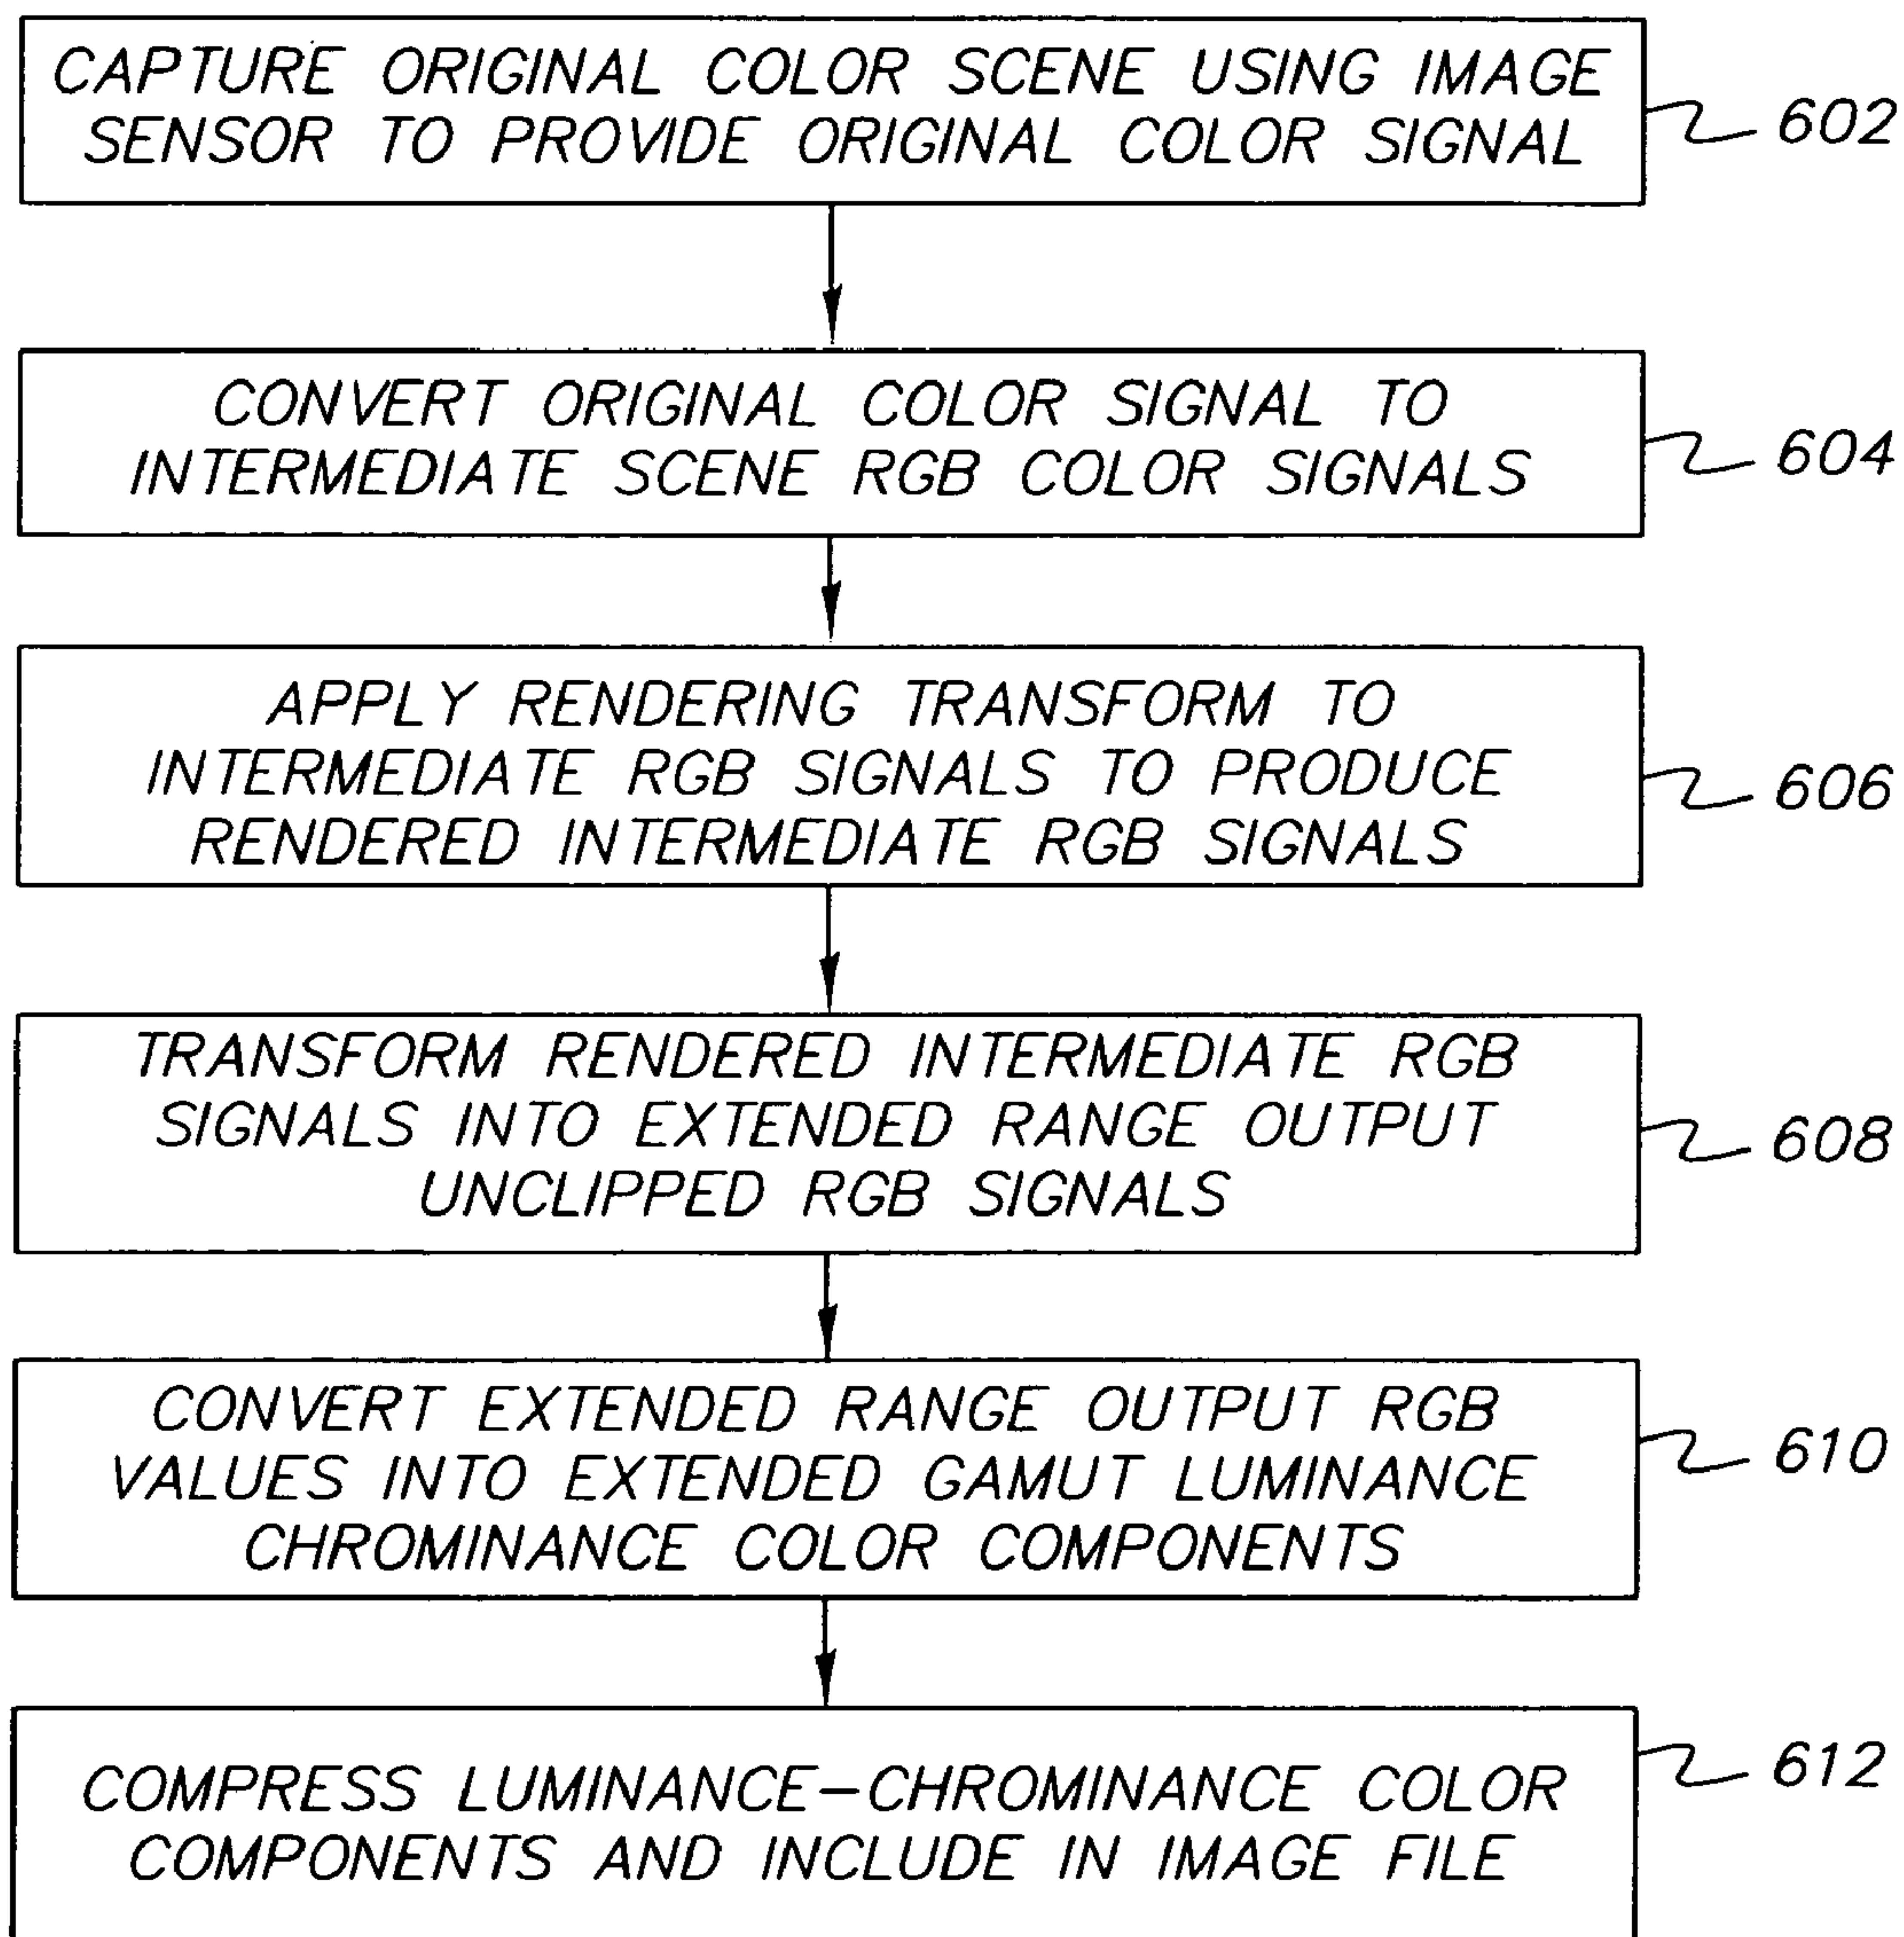 CAPTURE ORIGINAL COLOR SCENE USING IMAGE
SENSOR TO PROVIDE ORIGINAL COLOR SIGNAL
602
CONVERT ORIGINAL COLOR SIGNAL TO
INTERMEDIATE SCENE RGB COLOR SIGNALS
604
APPLY RENDERING TRANSFORM TO
INTERMEDIATE RGB SIGNALS TO PRODUCE
RENDERED INTERMEDIATE RGB SIGNALS
606
TRANSFORM RENDERED INTERMEDIATE RGB
SIGNALS INTO EXTENDED RANGE OUTPUT
UNCLIPPED RGB SIGNALS
608
CONVERT EXTENDED RANGE OUTPUT RGB
VALUES INTO EXTENDED GAMUT LUMINANCE
CHROMINANCE COLOR COMPONENTS
610
COMPRESS LUMINANCE-CHROMINANCE COLOR
COMPONENTS AND INCLUDE IN IMAGE FILE
612